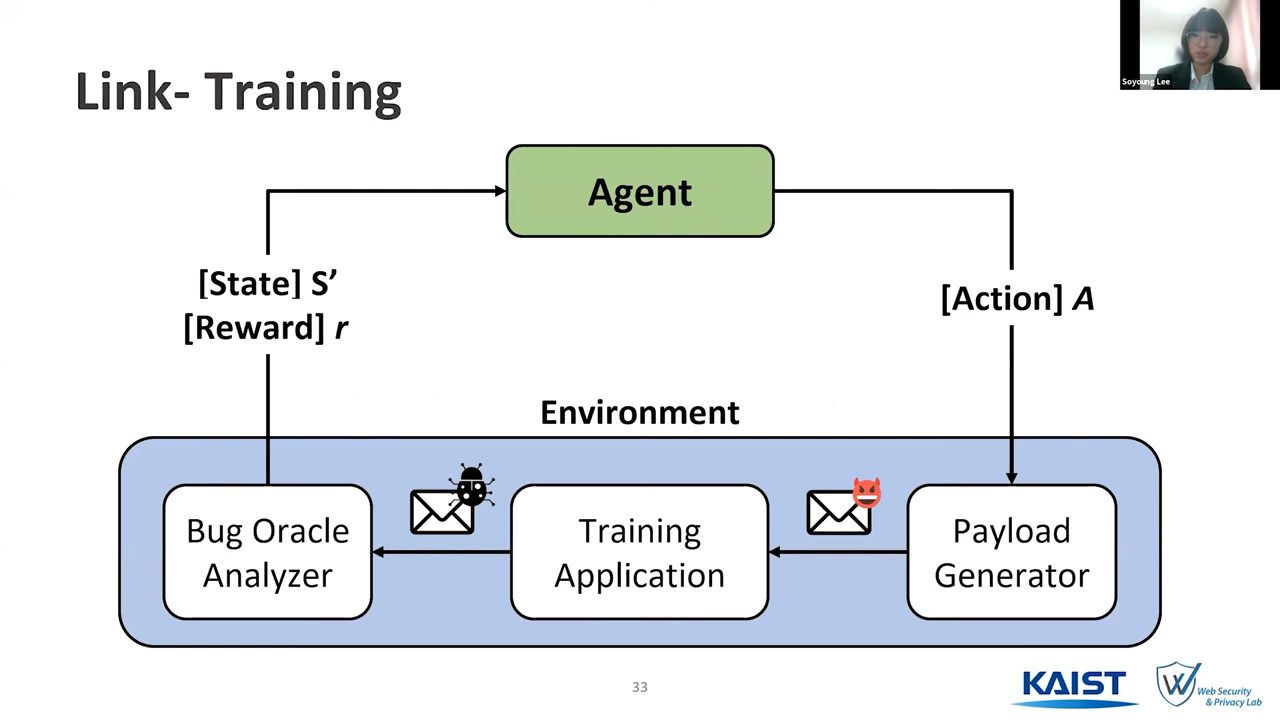 Soyoung Lee
Link- Training
Agent
[State] S’
[Reward] r
[Action] A
Environment
Bug Oracle
Analyzer
Training
Application
Payload
Generator
33
KAIST
W
Web Security
& Privacy Lab